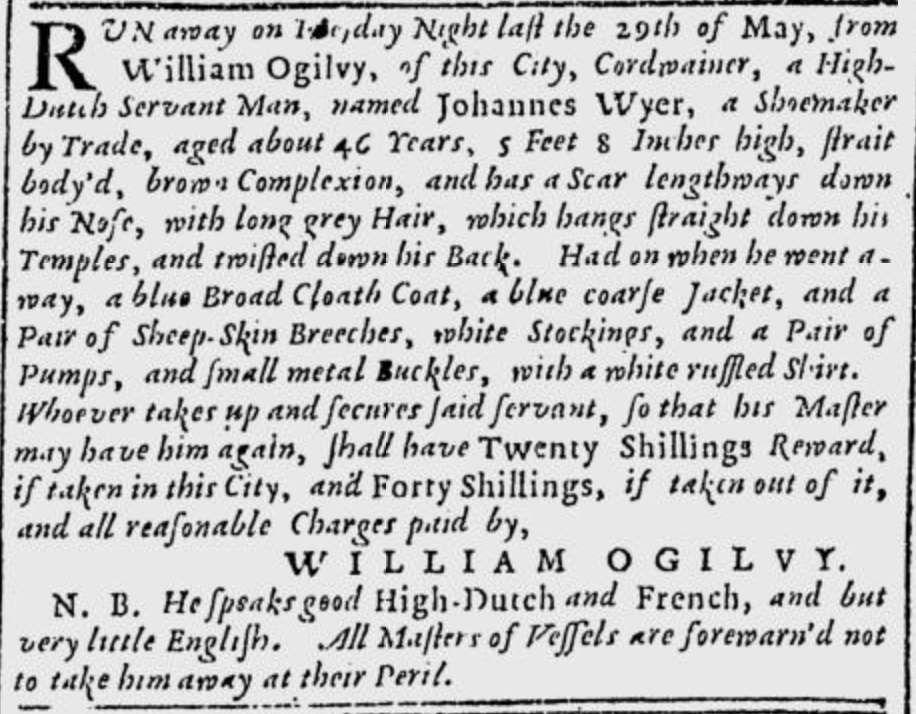 RUN away on Tuesday Night laſt the 29th of May, from
William Ogilvy, of this City, Cordwainer, a High-
Dutch Servant Man, named Johannes Wyer, a Shoemaker
by Trade, aged about 46 Years, 5 Feet 8 Inches high, ſtrait
body'd, brown Complexion, and has a Scar lengthways down
his Noſe, with long grey Hair, which hangs ſtraight down his
Temples, and twiſted down his Back. Had on when he went a-
way, a blue Broad Cloath Coat, a blue coarſe Jacket, and a
Pair of Sheep-Skin Breeches, white Stockings, and a Pair of
Pumps, and ſmall metal Buckles, with a white ruffled Shirt.
Whoever takes up and ſecures ſaid ſervant, ſo that his Maſter
may have him again, ſhall have Twenty Shillings Reward,
if taken in this City, and Forty Shillings, if taken out of it,
and all reaſonable Charges paid by,
WILLIAM OGILVY.
N. B. He ſpeaks good High-Dutch and French, and but
very little Engliſh. All Maſters of Veſſels are forewarn'd not
to take him away at their Peril.